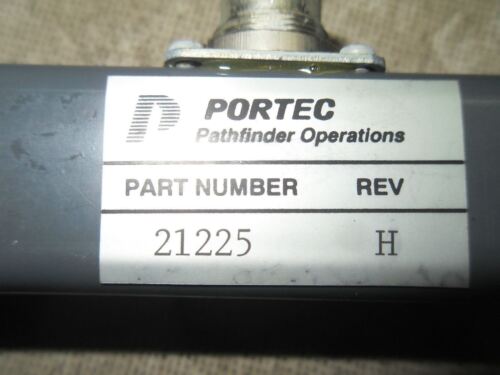 PORTEC
Pathfinder Operations
PART NUMBER REV
21225 H